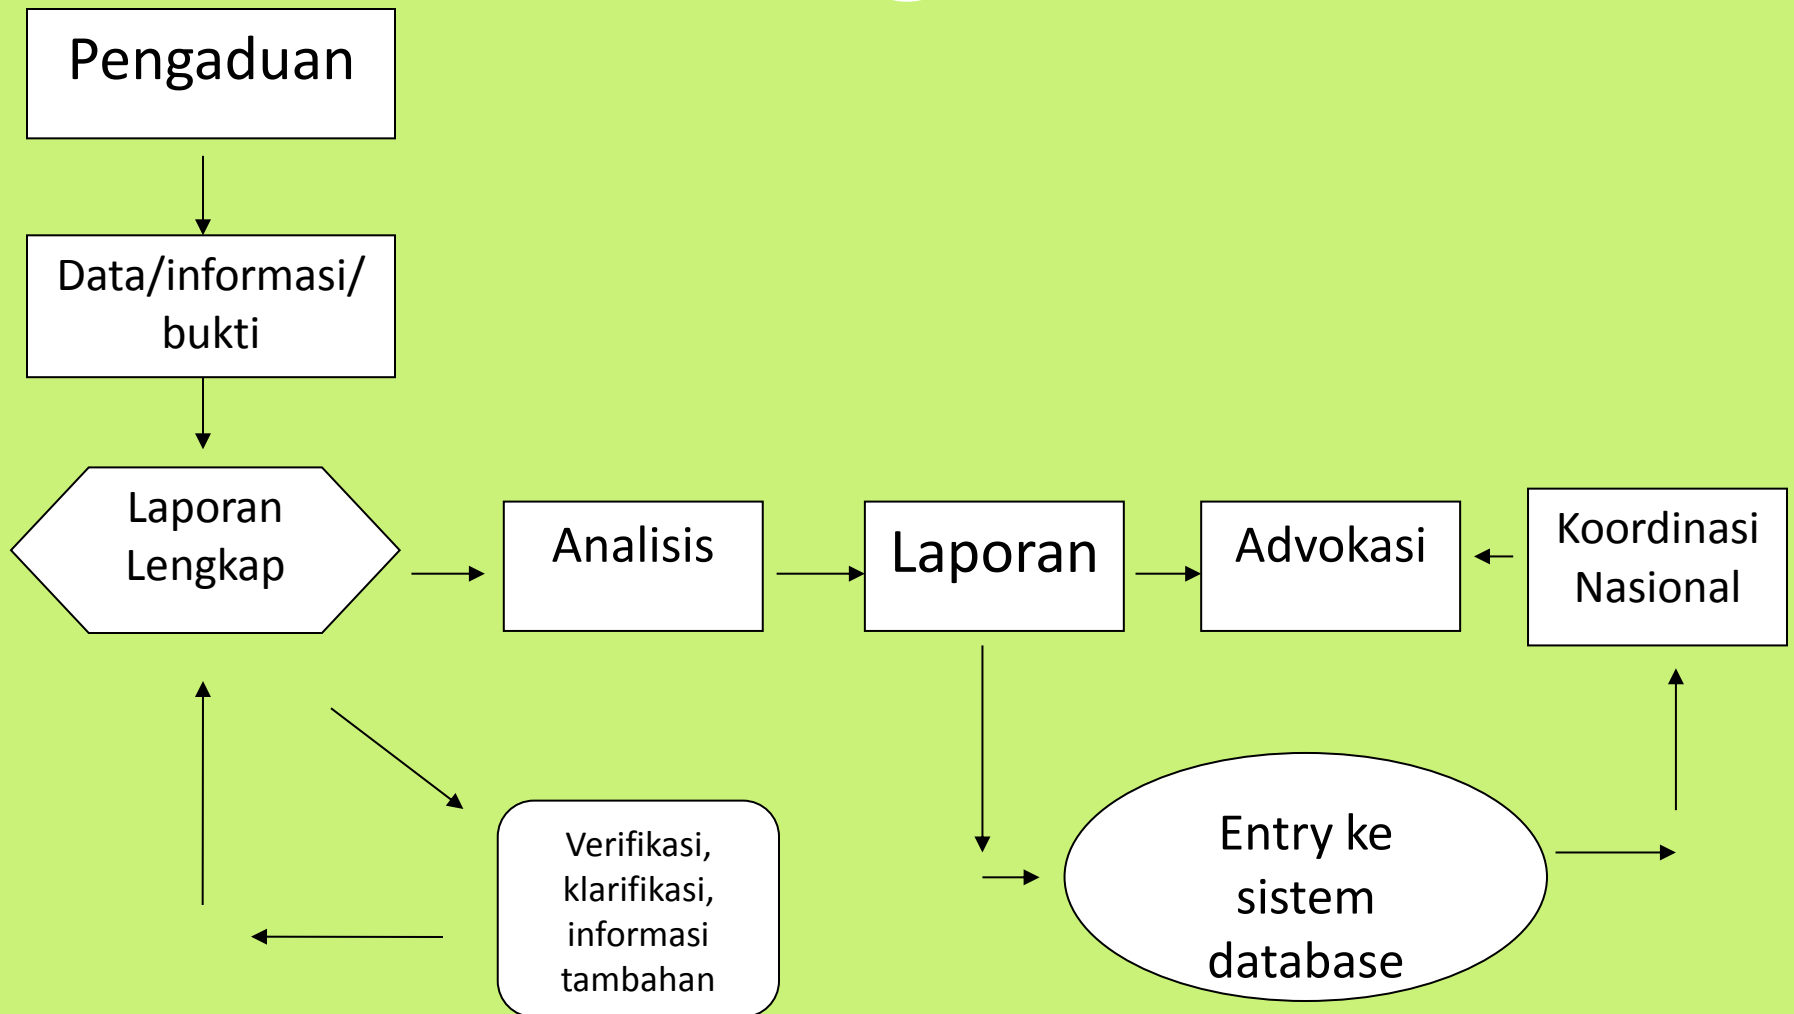 Pengaduan
Data/informasi/
bukti
Laporan
Lengkap
Analisis
Laporan
Advokasi
Koordinasi
Nasional
Verifikasi,
klarifikasi,
informasi
tambahan
Entry ke
sistem
database